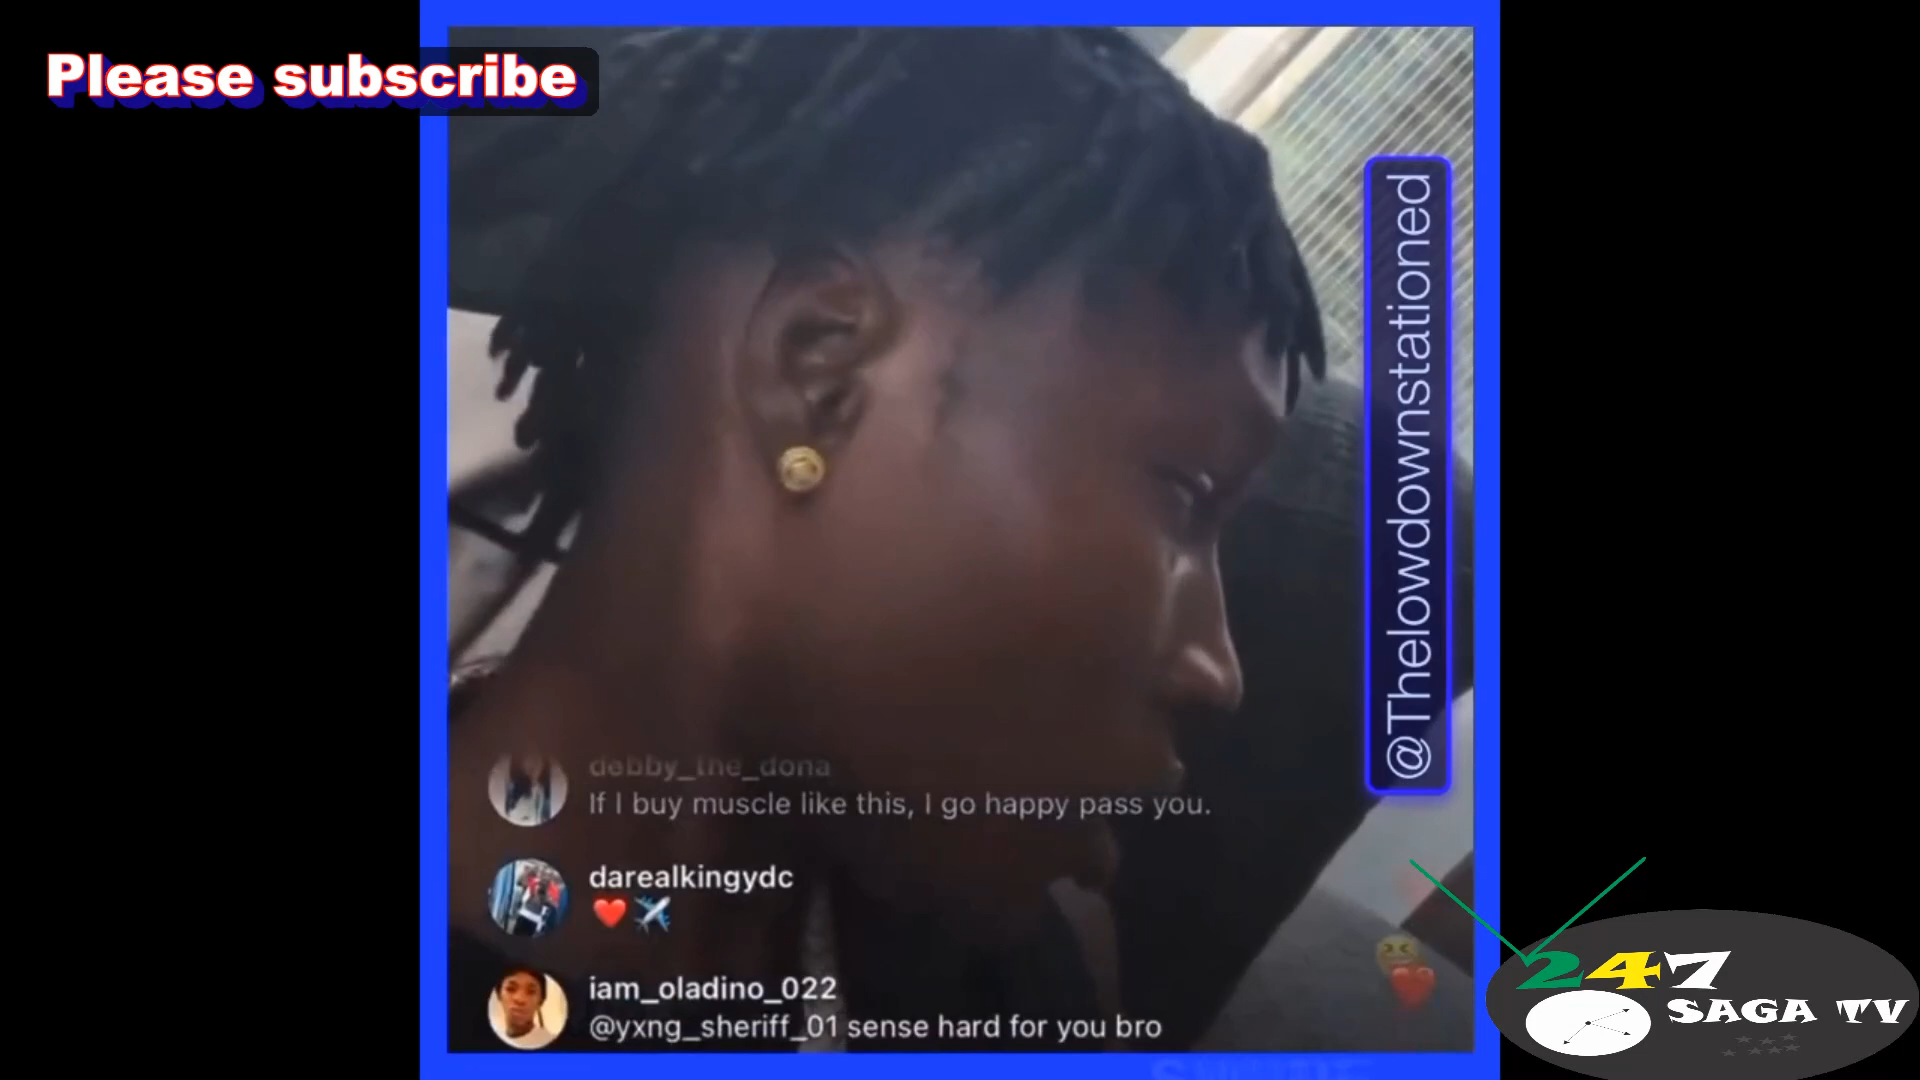 Please subscribe
@Thelowdownstationed
debby_the_dona
If I buy muscle like this, I go happy pass you.
darealkingydc
❤️✈️
iam_oladino_022
@yxng_sheriff_01 sense hard for you bro
247
SAGA TV